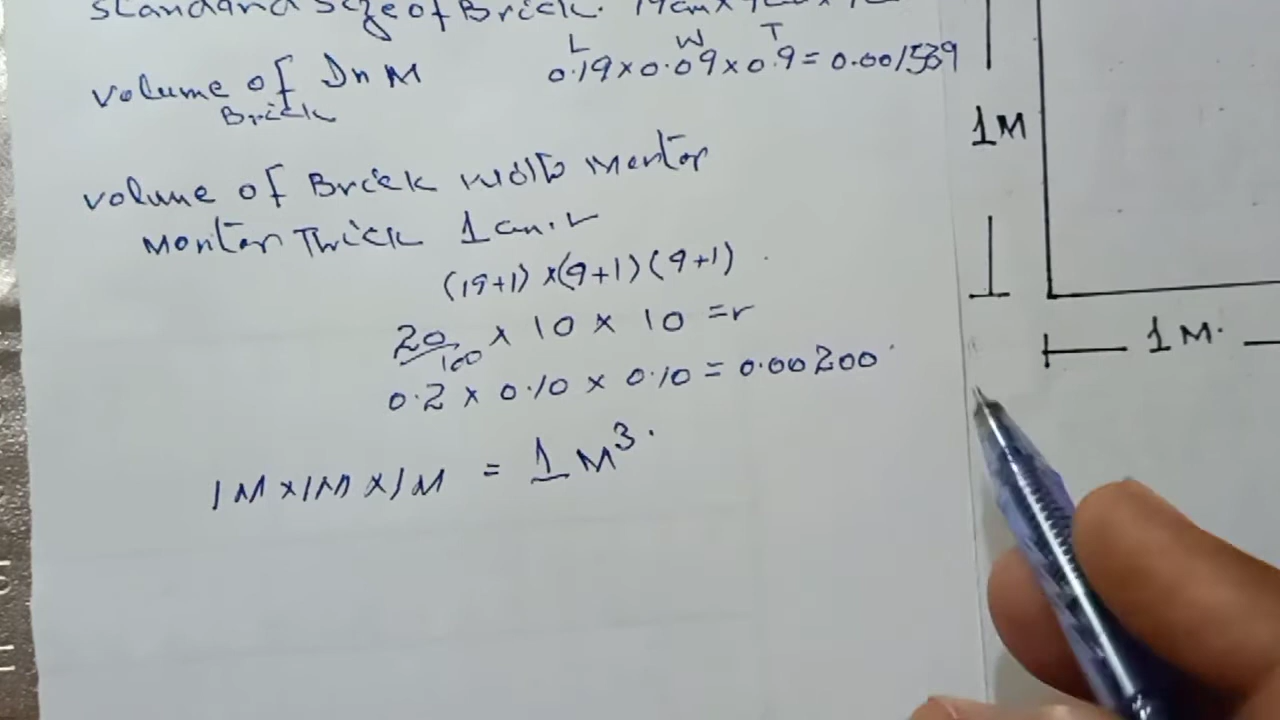 Standard Size of Brick. 19cm x 9cm x
L W T
volume of In M 0.19 x 0.09 x 0.9 = 0.001539
Brick
volume of Brick with Mortar
Mortar Thick 1 cm.
(19+1) x (9+1) (9+1)
20/100 x 10 x 10 =
0.2 x 0.10 x 0.10 = 0.00200
1M x 1M x 1M = 1 M³.
1M
1 M.